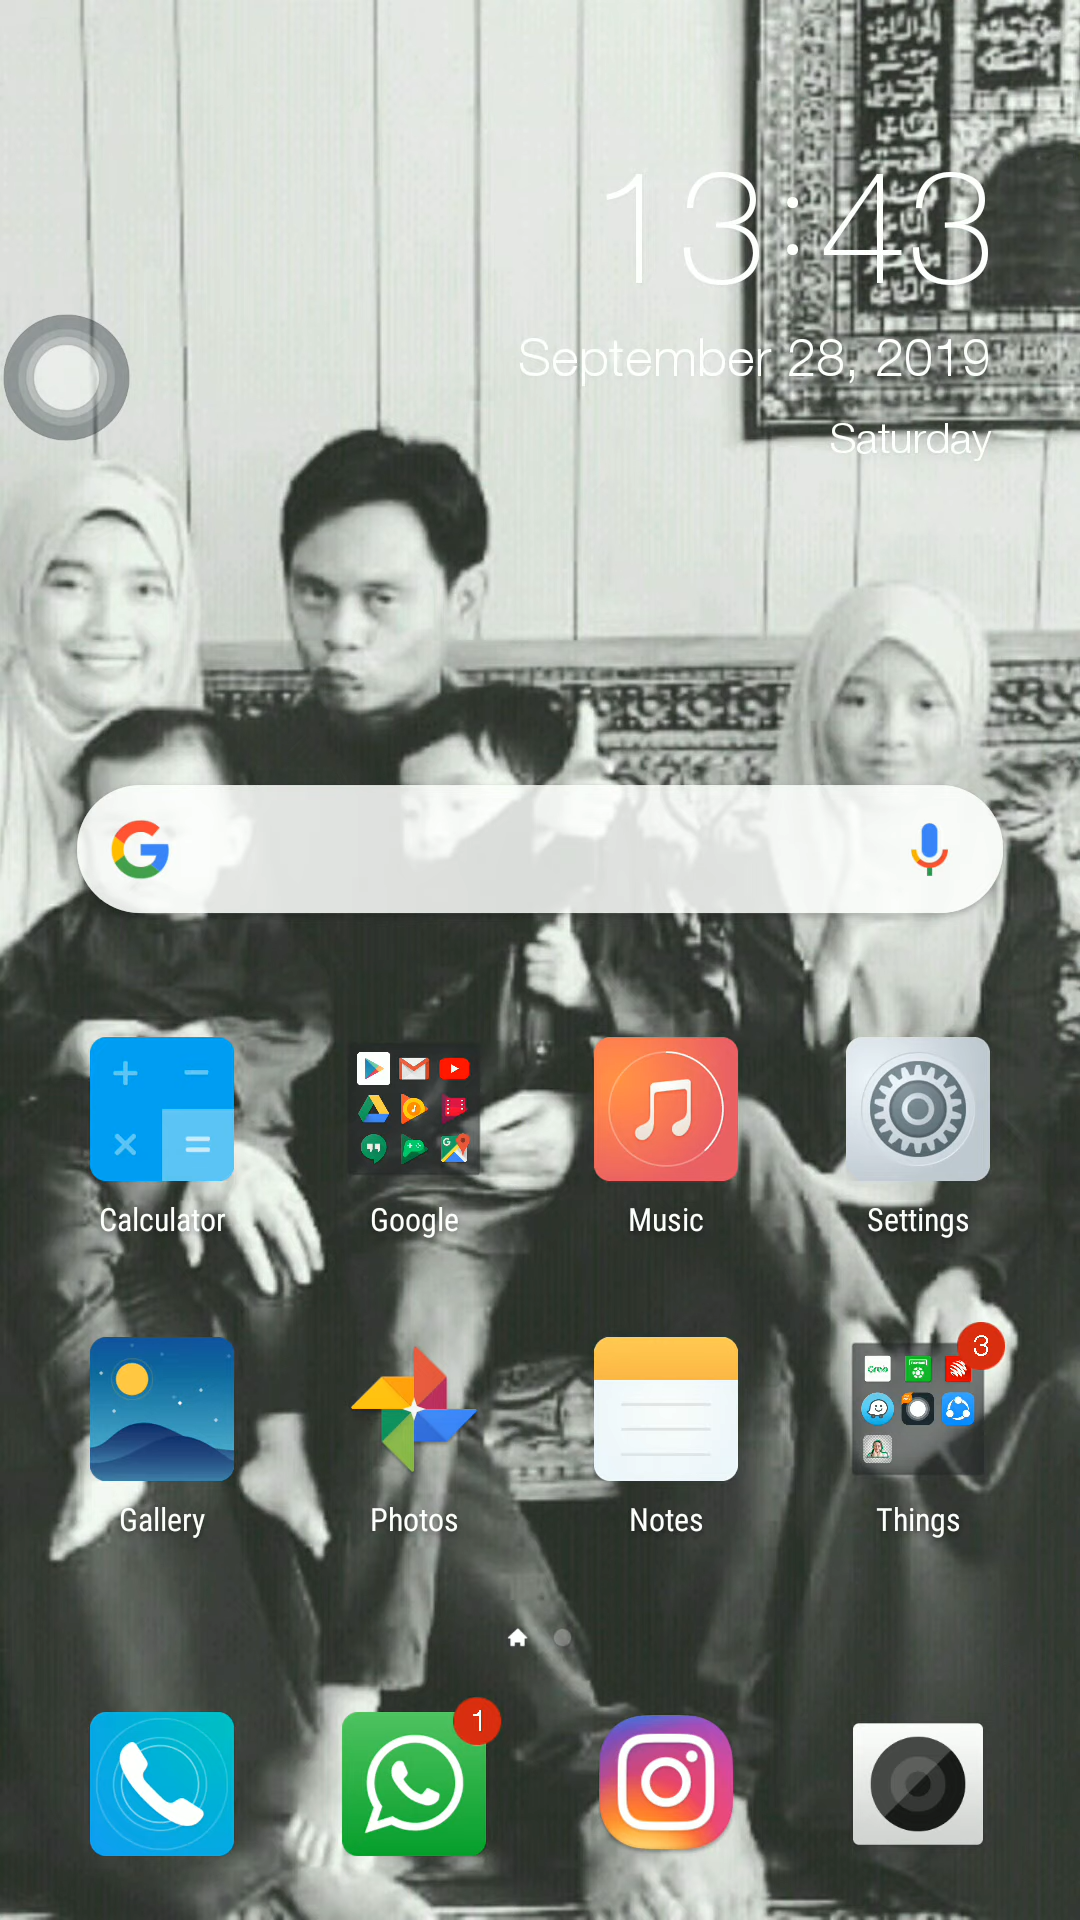 13:43
September 28, 2019
Saturday
Calculator
Google
Music
Settings
3
Gallery
Photos
Notes
Things
1